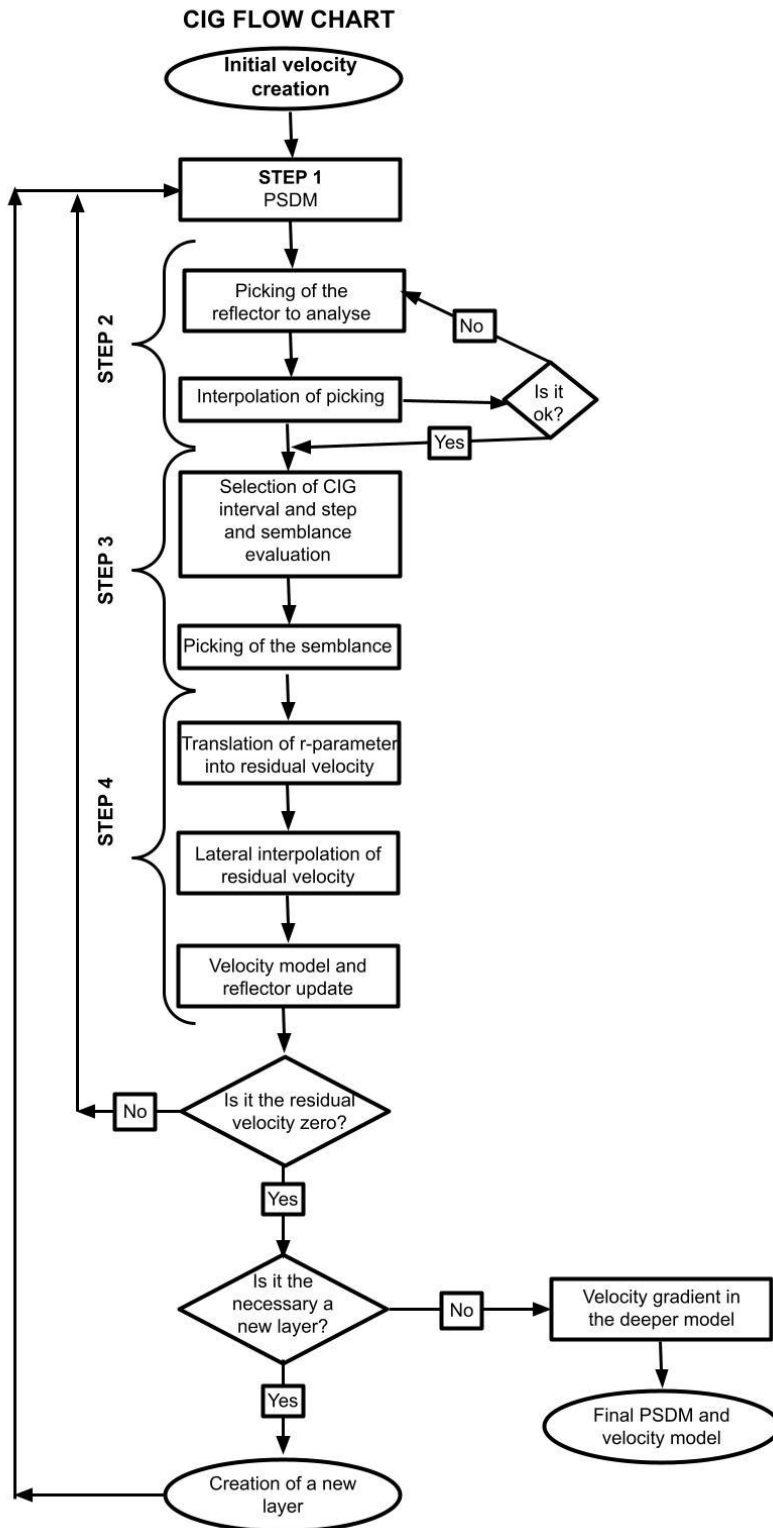 CIG FLOW CHART
Initial velocity
creation
STEP 1
PSDM
STEP 2
Picking of the
reflector to analyse
No
Interpolation of picking
Is it
ok?
Yes
STEP 3
Selection of CIG
interval and step
and semblance
evaluation
Picking of the semblance
STEP 4
Translation of r-parameter
into residual velocity
Lateral interpolation of
residual velocity
Velocity model and
reflector update
Is it the residual
velocity zero?
No
Yes
Is it the
necessary a
new layer?
No
Velocity gradient in
the deeper model
Yes
Final PSDM and
velocity model
Creation of a new
layer